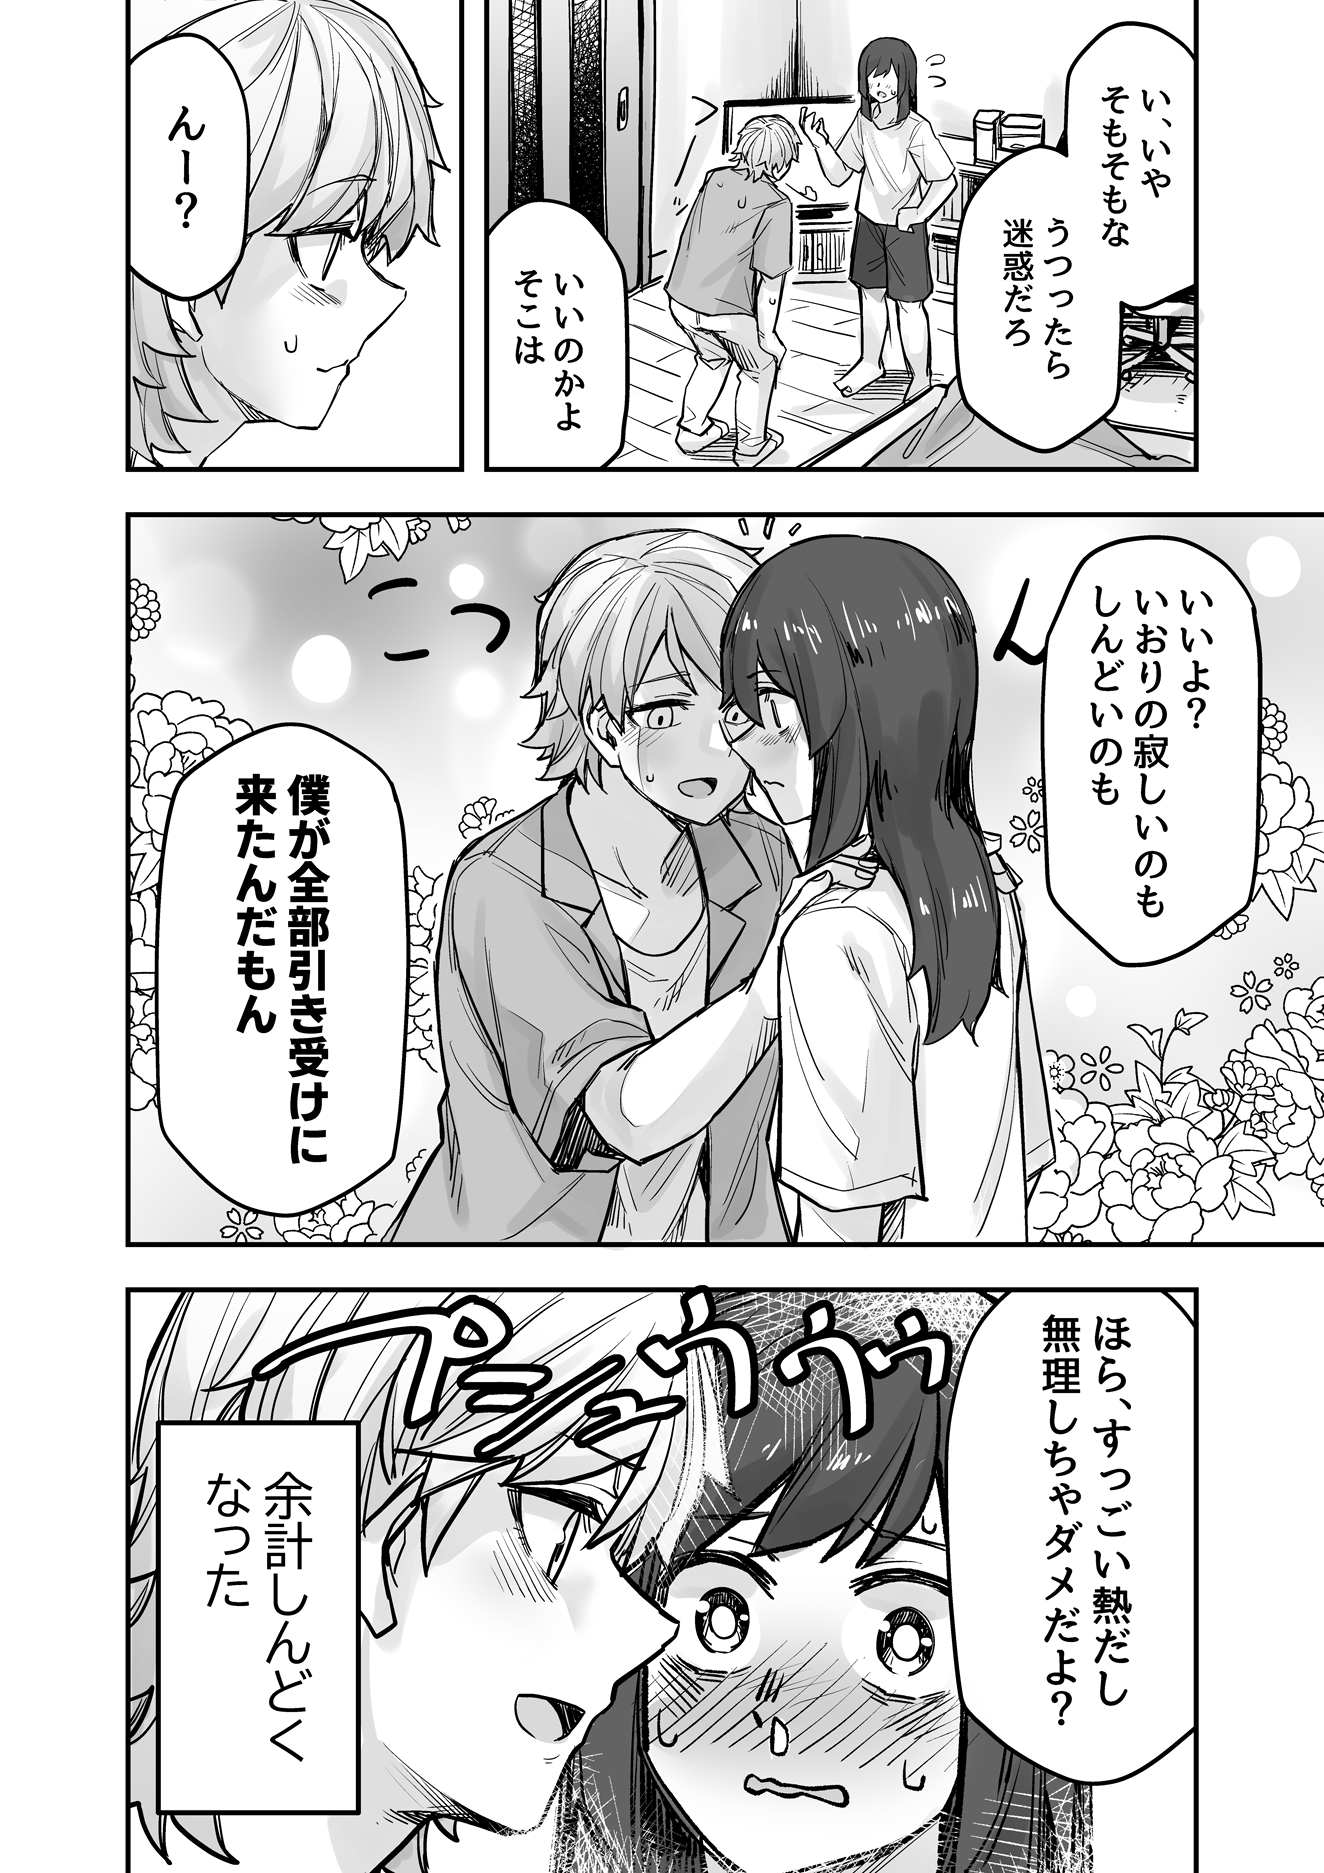 い、いや
そもそもな
うつったら
迷惑だろ
いいのかよ
そこは
んー?
いいよ?
いおりの寂しいのも
しんどいのも
こつん
僕が全部引き受けに
来たんだもん
ほら、すっごい熱だし
無理しちゃダメだよ?
プシュウウウ
余計しんどく
なった